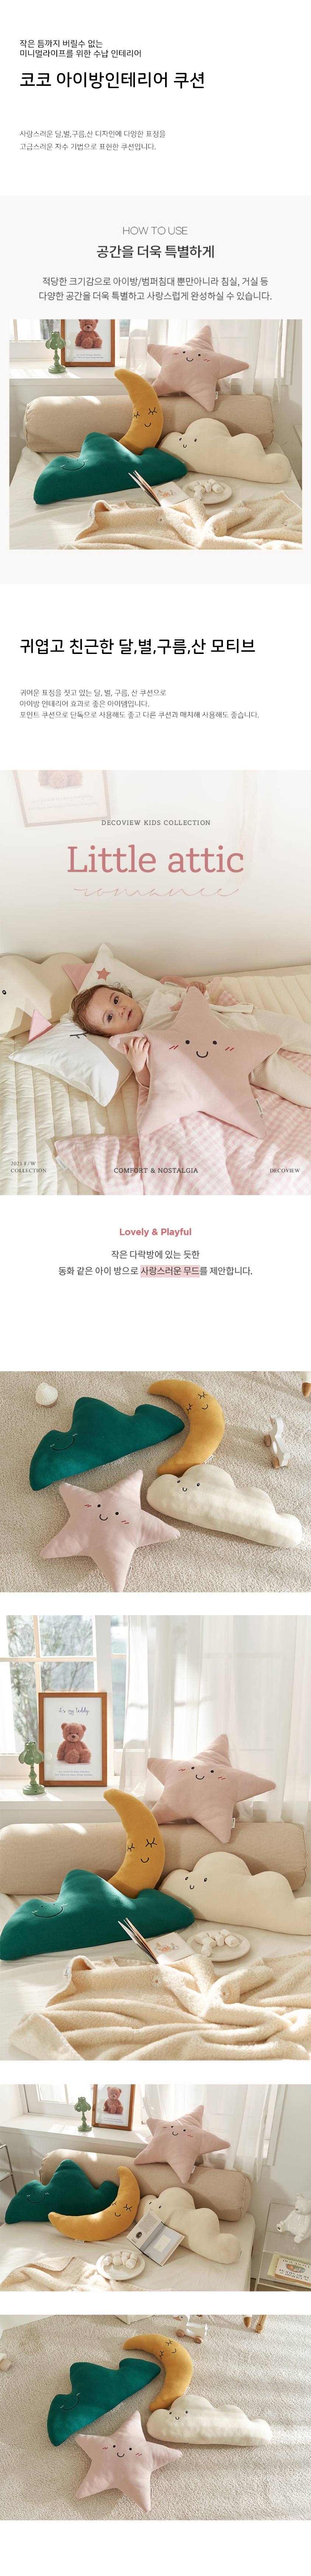 작은 틈까지 버릴수 없는
미니멀라이프를 위한 수납 인테리어
코코 아이방인테리어 쿠션
사랑스러운 달,별,구름,산 디자인에 다양한 표정을
고급스러운 자수 기법으로 표현한 쿠션입니다.
HOW TO USE
공간을 더욱 특별하게
적당한 크기감으로 아이방/범퍼침대 뿐만아니라 침실, 거실 등
다양한 공간을 더욱 특별하고 사랑스럽게 완성하실 수 있습니다.
귀엽고 친근한 달,별,구름,산 모티브
귀여운 표정을 짓고 있는 달, 별, 구름, 산 쿠션으로
아이방 인테리어 효과로 좋은 아이템입니다.
포인트 쿠션으로 단독으로 사용해도 좋고 다른 쿠션과 매치해 사용해도 좋습니다.
DECOVIEW KIDS COLLECTION
Little attic
romance
2023 F/W
COLLECTION
COMFORT & NOSTALGIA
DECOVIEW
Lovely & Playful
작은 다락방에 있는 듯한
동화 같은 아이 방으로 사랑스러운 무드를 제안합니다.
it's my teddy